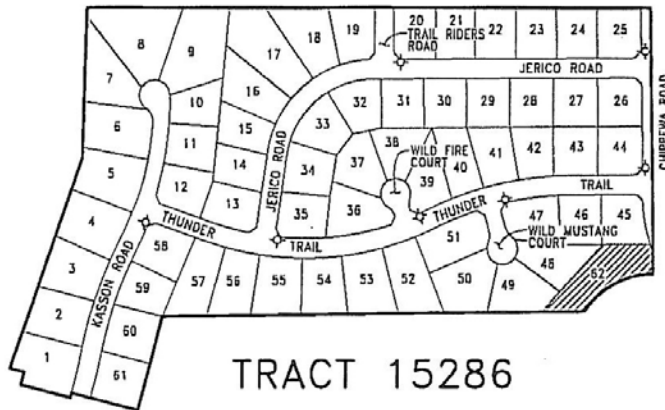 20 21 22 23 24 25
TRAIL RIDERS
ROAD
19
18
17
9
8
7
JERICO ROAD
CHIPPEWA ROAD
16
10
32 31 30 29 28 27 26
33
15
6
11
38
WILD FIRE
COURT
14
34
37
39 40 41 42 43 44
5
12
13
JERICO ROAD
35
36
THUNDER
TRAIL
THUNDER
TRAIL
4
58
51
47 46 45
WILD MUSTANG
COURT
3
KASSON ROAD
59
57 56 55 54 53 52
50
49
48
62
2
60
1
61
TRACT 15286